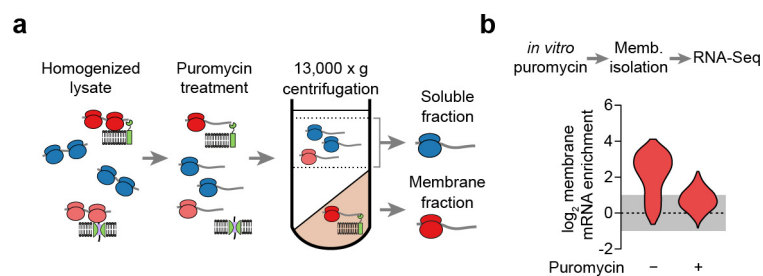 a
Homogenized
lysate
Puromycin
treatment
13,000 x g
centrifugation
Soluble
fraction
Membrane
fraction
b
in vitro
puromycin
Memb.
isolation
RNA-Seq
log2 membrane
mRNA enrichment
6
4
2
0
-2
Puromycin − +